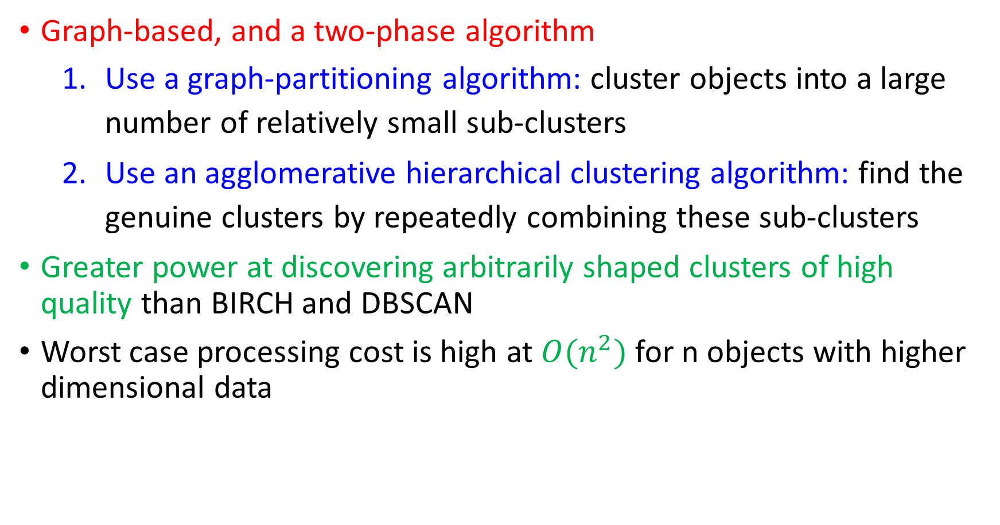 • Graph-based, and a two-phase algorithm
1. Use a graph-partitioning algorithm: cluster objects into a large
number of relatively small sub-clusters
2. Use an agglomerative hierarchical clustering algorithm: find the
genuine clusters by repeatedly combining these sub-clusters
• Greater power at discovering arbitrarily shaped clusters of high
quality than BIRCH and DBSCAN
• Worst case processing cost is high at O(n²) for n objects with higher
dimensional data